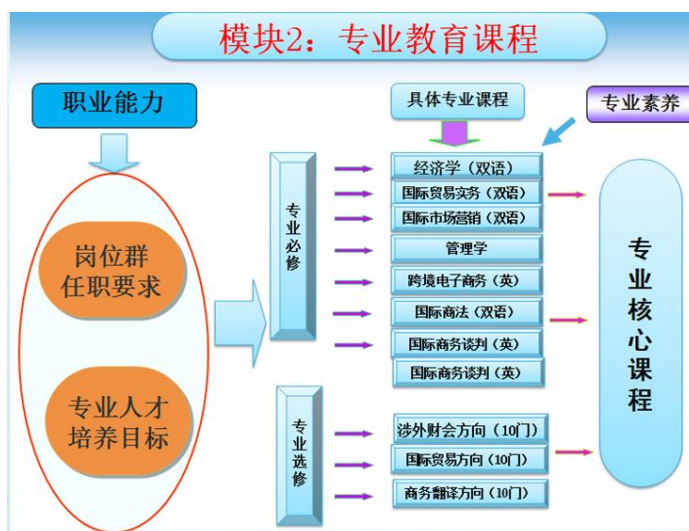 模块2：专业教育课程
职业能力
具体专业课程
专业素养
岗位群
任职要求
专业人才
培养目标
专业必修
经济学（双语）
国际贸易实务（双语）
国际市场营销（双语）
管理学
跨境电子商务（英）
国际商法（双语）
国际商务谈判（英）
国际商务谈判（英）
专业选修
涉外财会方向（10门）
国际贸易方向（10门）
商务翻译方向（10门）
专业核心课程